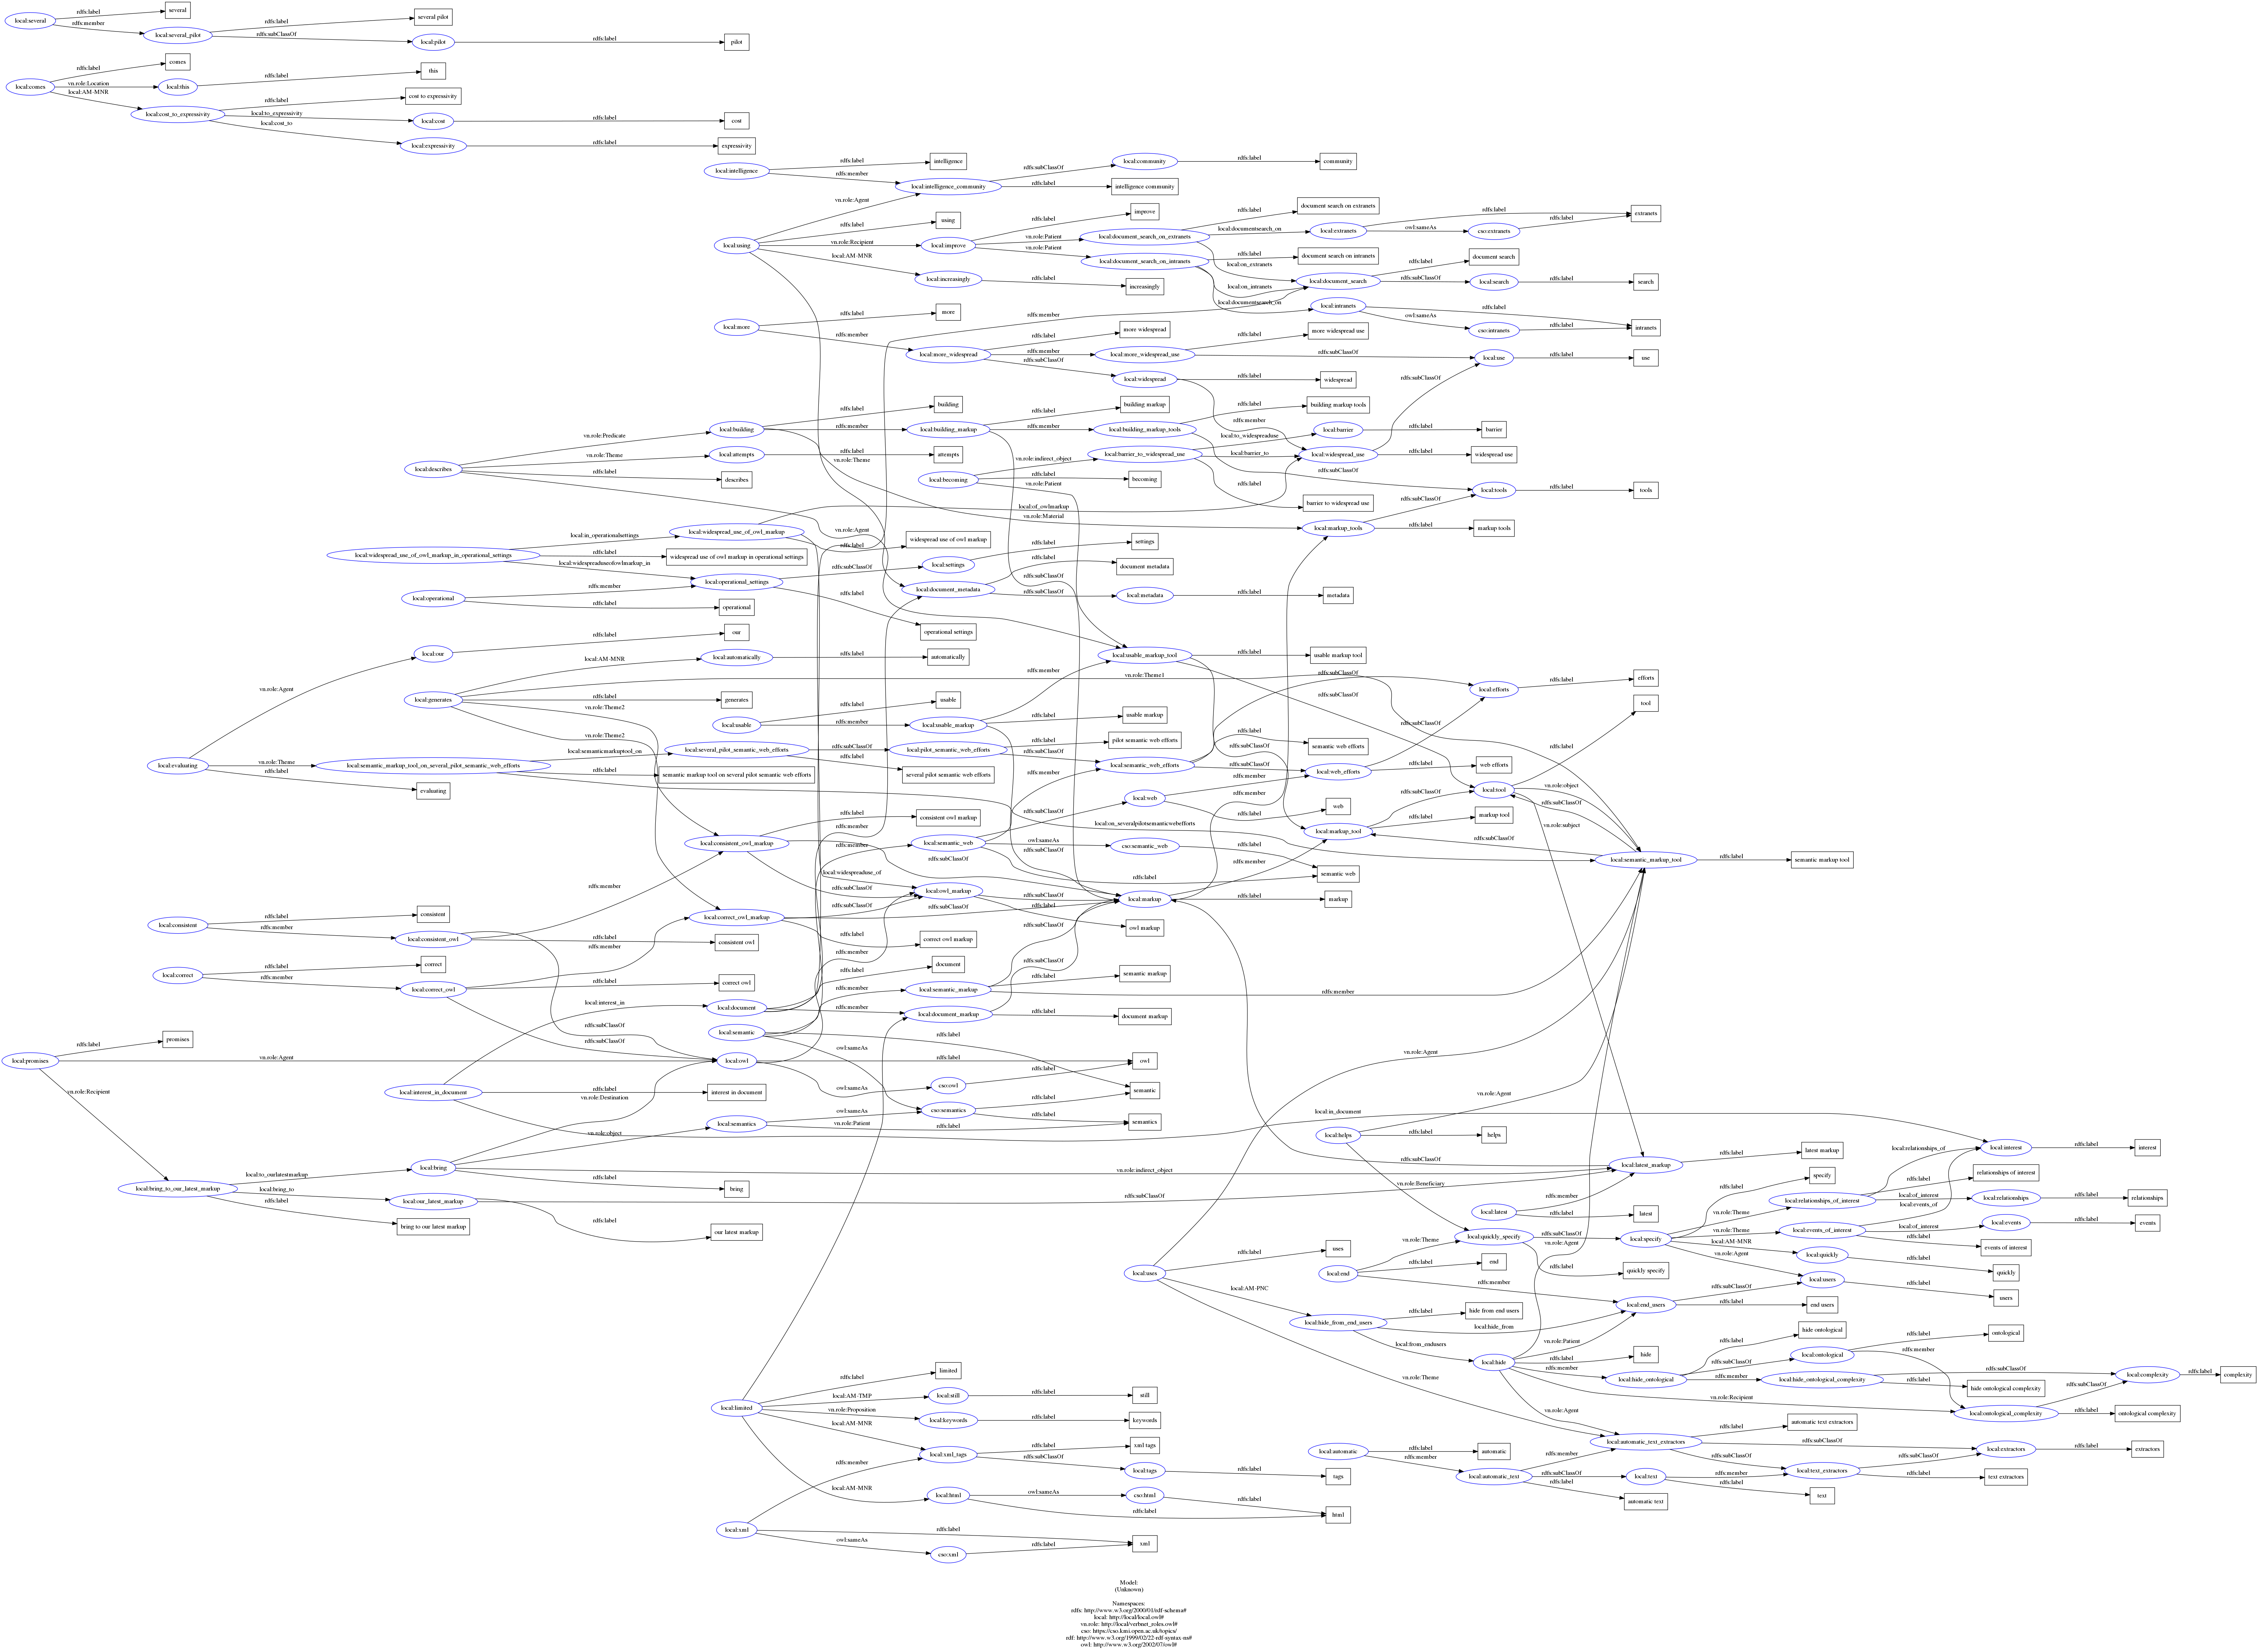 rdfs:label
several
local:several
rdfs:member
local:several_pilot
rdfs:label
several pilot
rdfs:subClassOf
local:pilot
rdfs:label
pilot
rdfs:label
comes
local:comes
vn.role:Location
local:this
rdfs:label
this
local:AM-MNR
local:cost_to_expressivity
rdfs:label
cost to expressivity
local:to_expressivity
local:cost
rdfs:label
cost
local:cost_to
local:expressivity
rdfs:label
expressivity
local:intelligence
rdfs:label
intelligence
rdfs:member
local:intelligence_community
rdfs:subClassOf
local:community
rdfs:label
community
rdfs:label
intelligence community
vn.role:Agent
local:using
rdfs:label
using
vn.role:Recipient
local:improve
rdfs:label
improve
vn.role:Patient
local:document_search_on_extranets
rdfs:label
document search on extranets
local:documentsearch_on
local:extranets
rdfs:label
extranets
owl:sameAs
cso:extranets
rdfs:label
vn.role:Patient
local:document_search_on_intranets
rdfs:label
document search on intranets
local:on_extranets
local:document_search
rdfs:label
document search
rdfs:subClassOf
local:search
rdfs:label
search
local:on_intranets
local:documentsearch_on
local:AM-MNR
local:increasingly
rdfs:label
increasingly
rdfs:member
local:intranets
rdfs:label
intranets
owl:sameAs
cso:intranets
rdfs:label
local:more
rdfs:label
more
rdfs:member
local:more_widespread
rdfs:label
more widespread
rdfs:member
local:more_widespread_use
rdfs:label
more widespread use
rdfs:subClassOf
local:use
rdfs:label
use
rdfs:subClassOf
local:widespread
rdfs:label
widespread
rdfs:subClassOf
rdfs:member
local:widespread_use
rdfs:label
widespread use
local:describes
vn.role:Predicate
local:building
rdfs:label
building
rdfs:member
local:building_markup
rdfs:label
building markup
rdfs:member
local:building_markup_tools
rdfs:label
building markup tools
vn.role:Theme
local:attempts
rdfs:label
attempts
rdfs:label
describes
vn.role:Theme
local:becoming
vn.role:indirect_object
local:barrier_to_widespread_use
local:to_widespreaduse
local:barrier
rdfs:label
barrier
local:barrier_to
rdfs:label
becoming
vn.role:Patient
rdfs:label
barrier to widespread use
rdfs:subClassOf
local:tools
rdfs:label
tools
rdfs:subClassOf
local:markup_tools
rdfs:label
markup tools
local:of_owlmarkup
vn.role:Material
vn.role:Agent
local:widespread_use_of_owl_markup_in_operational_settings
local:in_operationalsettings
local:widespread_use_of_owl_markup
rdfs:label
widespread use of owl markup
rdfs:label
widespread use of owl markup in operational settings
local:widespreaduseofowlmarkup_in
local:operational_settings
rdfs:subClassOf
local:settings
rdfs:label
settings
rdfs:label
operational settings
local:operational
rdfs:member
rdfs:label
operational
local:document_metadata
rdfs:label
document metadata
rdfs:subClassOf
local:metadata
rdfs:label
metadata
rdfs:subClassOf
local:our
rdfs:label
our
vn.role:Agent
local:generates
local:AM-MNR
local:automatically
rdfs:label
automatically
vn.role:Theme1
rdfs:label
generates
vn.role:Theme2
vn.role:Theme2
local:usable
rdfs:label
usable
rdfs:member
local:usable_markup
rdfs:member
local:usable_markup_tool
rdfs:label
usable markup tool
rdfs:label
usable markup
rdfs:subClassOf
rdfs:subClassOf
local:efforts
rdfs:label
efforts
local:evaluating
vn.role:Theme
local:semantic_markup_tool_on_several_pilot_semantic_web_efforts
local:semanticmarkuptool_on
local:several_pilot_semantic_web_efforts
rdfs:subClassOf
local:pilot_semantic_web_efforts
rdfs:label
pilot semantic web efforts
rdfs:label
several pilot semantic web efforts
rdfs:label
semantic markup tool on several pilot semantic web efforts
rdfs:label
evaluating
rdfs:subClassOf
local:semantic_web_efforts
rdfs:label
semantic web efforts
rdfs:subClassOf
local:web_efforts
rdfs:label
web efforts
rdfs:subClassOf
rdfs:subClassOf
rdfs:member
rdfs:member
local:web
rdfs:label
web
rdfs:subClassOf
rdfs:member
local:tool
rdfs:label
tool
vn.role:object
rdfs:subClassOf
vn.role:subject
local:on_severalpilotsemanticwebefforts
rdfs:subClassOf
local:markup_tool
rdfs:label
markup tool
rdfs:subClassOf
local:semantic_markup_tool
rdfs:label
semantic markup tool
local:consistent_owl_markup
rdfs:label
consistent owl markup
rdfs:member
rdfs:member
local:semantic_web
owl:sameAs
cso:semantic_web
rdfs:label
rdfs:subClassOf
rdfs:label
semantic web
rdfs:subClassOf
local:widespreaduse_of
rdfs:subClassOf
local:owl_markup
rdfs:subClassOf
rdfs:label
owl markup
rdfs:member
local:markup
rdfs:label
markup
local:consistent
rdfs:label
consistent
rdfs:member
local:consistent_owl
rdfs:member
rdfs:label
consistent owl
rdfs:member
local:correct_owl_markup
rdfs:subClassOf
rdfs:subClassOf
rdfs:label
correct owl markup
local:correct
rdfs:label
correct
rdfs:member
local:correct_owl
rdfs:label
correct owl
rdfs:subClassOf
rdfs:subClassOf
local:interest_in
local:document
rdfs:label
document
rdfs:member
rdfs:member
local:semantic_markup
rdfs:subClassOf
rdfs:label
semantic markup
rdfs:member
rdfs:member
local:document_markup
rdfs:subClassOf
rdfs:label
document markup
local:semantic
rdfs:label
semantic
owl:sameAs
local:promises
rdfs:label
promises
vn.role:Agent
local:owl
rdfs:label
owl
owl:sameAs
cso:owl
rdfs:label
vn.role:Recipient
local:interest_in_document
rdfs:label
interest in document
vn.role:Destination
local:in_document
local:semantics
owl:sameAs
cso:semantics
rdfs:label
rdfs:label
semantics
vn.role:Patient
rdfs:label
vn.role:object
local:bring_to_our_latest_markup
local:to_ourlatestmarkup
local:bring
vn.role:indirect_object
rdfs:label
bring
local:bring_to
local:our_latest_markup
rdfs:subClassOf
rdfs:label
our latest markup
rdfs:label
bring to our latest markup
vn.role:Agent
vn.role:Agent
local:helps
rdfs:label
helps
vn.role:Beneficiary
rdfs:subClassOf
local:latest_markup
rdfs:label
latest markup
local:latest
rdfs:member
rdfs:label
latest
local:interest
rdfs:label
interest
local:relationships_of
rdfs:label
relationships of interest
local:relationships_of_interest
local:of_interest
local:relationships
rdfs:label
relationships
local:events_of
rdfs:label
specify
vn.role:Theme
local:quickly_specify
rdfs:subClassOf
local:specify
vn.role:Theme
local:events_of_interest
local:of_interest
local:events
rdfs:label
events
rdfs:label
events of interest
local:AM-MNR
local:quickly
rdfs:label
quickly
vn.role:Agent
local:users
rdfs:label
users
rdfs:label
quickly specify
local:uses
rdfs:label
uses
vn.role:Theme
local:end
rdfs:label
end
rdfs:member
vn.role:Agent
local:end_users
rdfs:subClassOf
rdfs:label
end users
local:AM-PNC
local:hide_from_end_users
rdfs:label
hide from end users
local:hide_from
local:from_endusers
vn.role:Theme
local:hide
vn.role:Patient
rdfs:label
hide
rdfs:member
local:hide_ontological
rdfs:label
hide ontological
rdfs:subClassOf
local:ontological
rdfs:label
ontological
rdfs:member
rdfs:member
local:hide_ontological_complexity
rdfs:subClassOf
local:complexity
rdfs:label
complexity
rdfs:label
hide ontological complexity
vn.role:Recipient
local:ontological_complexity
rdfs:subClassOf
rdfs:label
ontological complexity
vn.role:Agent
local:limited
rdfs:label
limited
local:AM-TMP
local:still
rdfs:label
still
vn.role:Proposition
local:keywords
rdfs:label
keywords
local:AM-MNR
local:xml_tags
rdfs:label
xml tags
rdfs:subClassOf
local:tags
rdfs:label
tags
rdfs:member
local:AM-MNR
local:html
owl:sameAs
cso:html
rdfs:label
html
rdfs:label
local:xml
rdfs:label
xml
owl:sameAs
cso:xml
rdfs:label
local:automatic
rdfs:label
automatic
rdfs:member
local:automatic_text
rdfs:member
local:automatic_text_extractors
rdfs:label
automatic text extractors
rdfs:subClassOf
local:extractors
rdfs:label
extractors
rdfs:subClassOf
local:text_extractors
rdfs:subClassOf
rdfs:label
text extractors
rdfs:subClassOf
local:text
rdfs:member
rdfs:label
text
rdfs:label
automatic text
Model:
(Unknown)
Namespaces:
rdfs: http://www.w3.org/2000/01/rdf-schema#
local: http://local/local.owl#
vn.role: http://local/verbnet_roles.owl#
cso: https://cso.kmi.open.ac.uk/topics/
rdf: http://www.w3.org/1999/02/22-rdf-syntax-ns#
owl: http://www.w3.org/2002/07/owl#